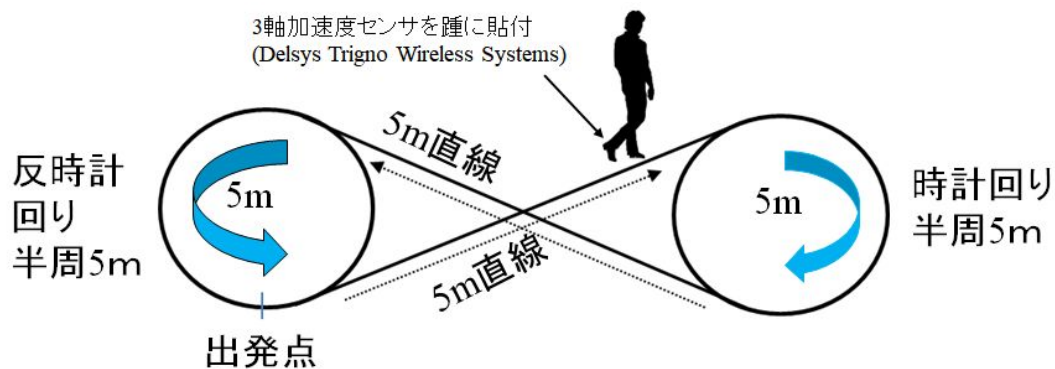 3軸加速度センサを踵に貼付
(Delsys Trigno Wireless Systems)
5m直線
反時計
回り
半周5m
5m
5m
時計回り
半周5m
5m直線
出発点